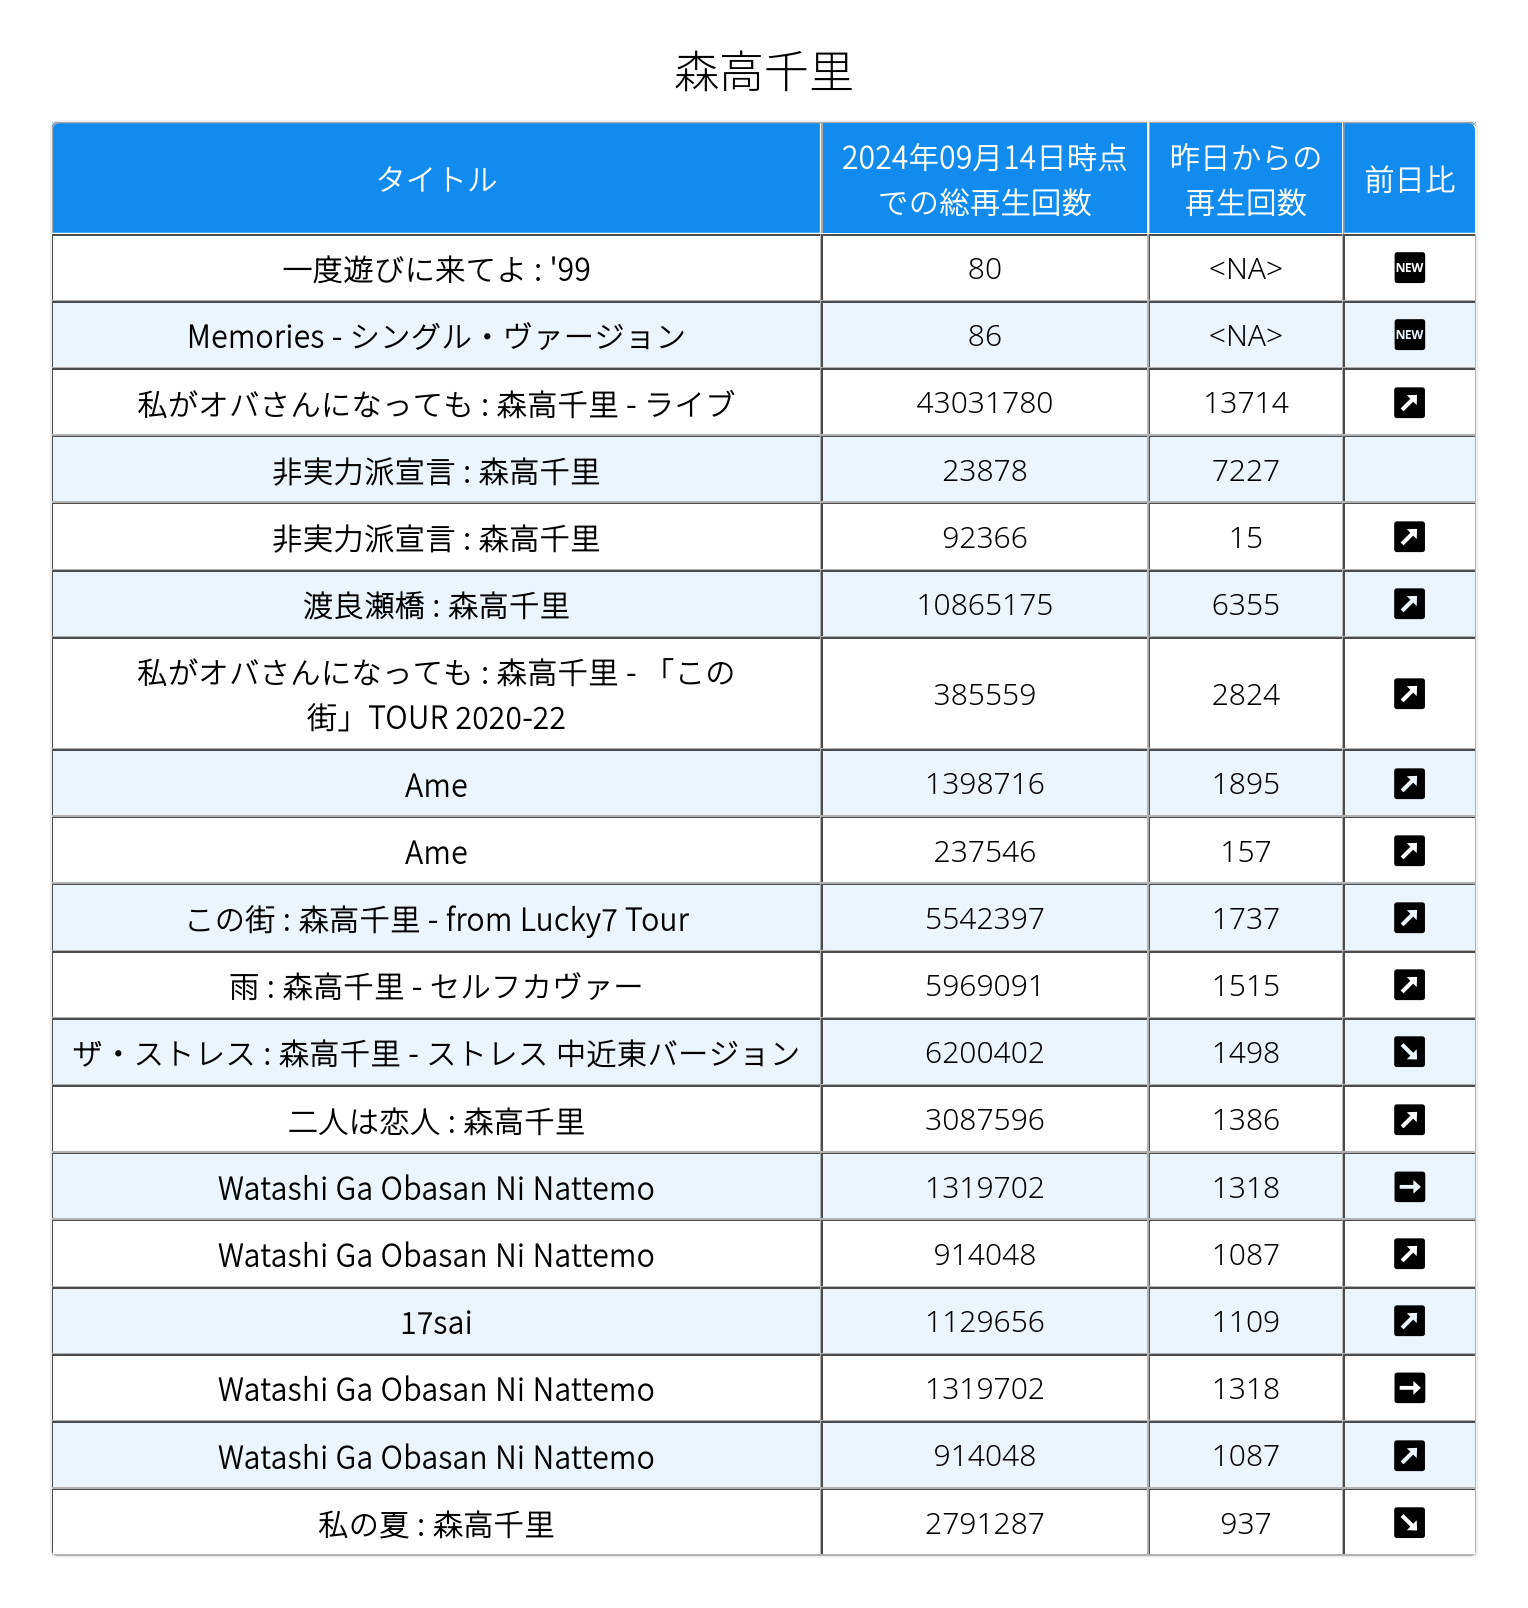 森高千里
タイトル 2024年09月14日時点での総再生回数 昨日からの再生回数 前日比
一度遊びに来てよ : '99 80 <NA> NEW
Memories - シングル・ヴァージョン 86 <NA> NEW
私がオバさんになっても : 森高千里 - ライブ 43031780 13714 ↗
非実力派宣言 : 森高千里 23878 7227
非実力派宣言 : 森高千里 92366 15 ↗
渡良瀬橋 : 森高千里 10865175 6355 ↗
私がオバさんになっても : 森高千里 - 「この街」TOUR 2020-22 385559 2824 ↗
Ame 1398716 1895 ↗
Ame 237546 157 ↗
この街 : 森高千里 - from Lucky7 Tour 5542397 1737 ↗
雨 : 森高千里 - セルフカヴァー 5969091 1515 ↗
ザ・ストレス : 森高千里 - ストレス 中近東バージョン 6200402 1498 ↘
二人は恋人 : 森高千里 3087596 1386 ↗
Watashi Ga Obasan Ni Nattemo 1319702 1318 →
Watashi Ga Obasan Ni Nattemo 914048 1087 ↗
17sai 1129656 1109 ↗
Watashi Ga Obasan Ni Nattemo 1319702 1318 →
Watashi Ga Obasan Ni Nattemo 914048 1087 ↗
私の夏 : 森高千里 2791287 937 ↘